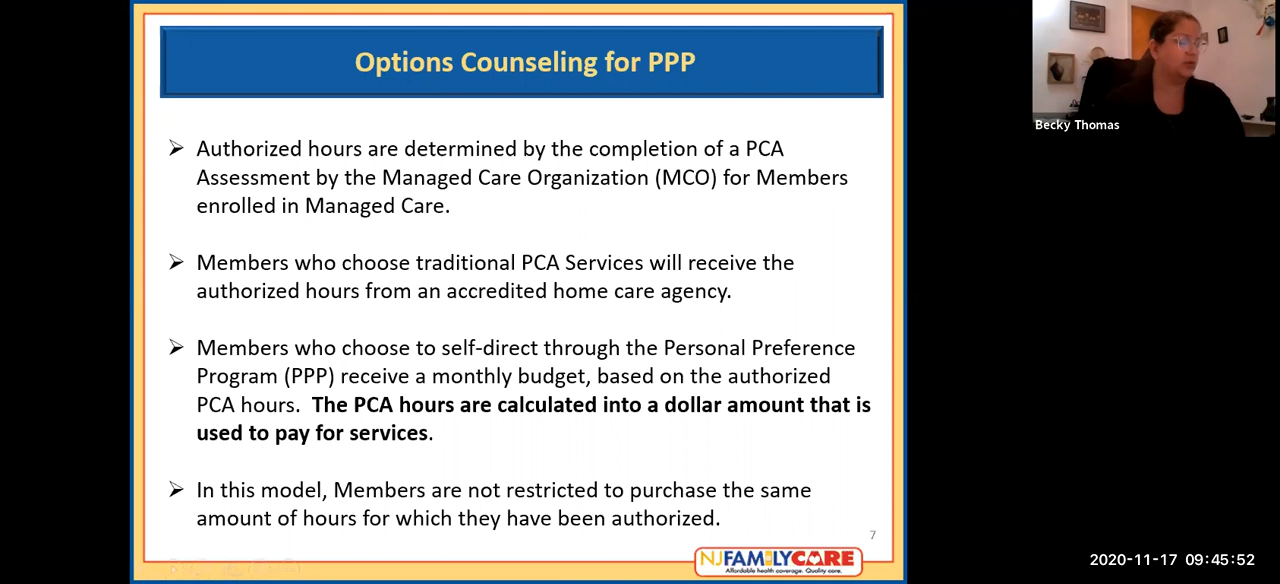 Options Counseling for PPP
Authorized hours are determined by the completion of a PCA
Assessment by the Managed Care Organization (MCO) for Members
enrolled in Managed Care.
Members who choose traditional PCA Services will receive the
authorized hours from an accredited home care agency.
Members who choose to self-direct through the Personal Preference
Program (PPP) receive a monthly budget, based on the authorized
PCA hours.  The PCA hours are calculated into a dollar amount that is
used to pay for services.
In this model, Members are not restricted to purchase the same
amount of hours for which they have been authorized.
7
NJFAMILYCARE
Affordable health coverage. Quality care.
Becky Thomas
2020-11-17 09:45:52